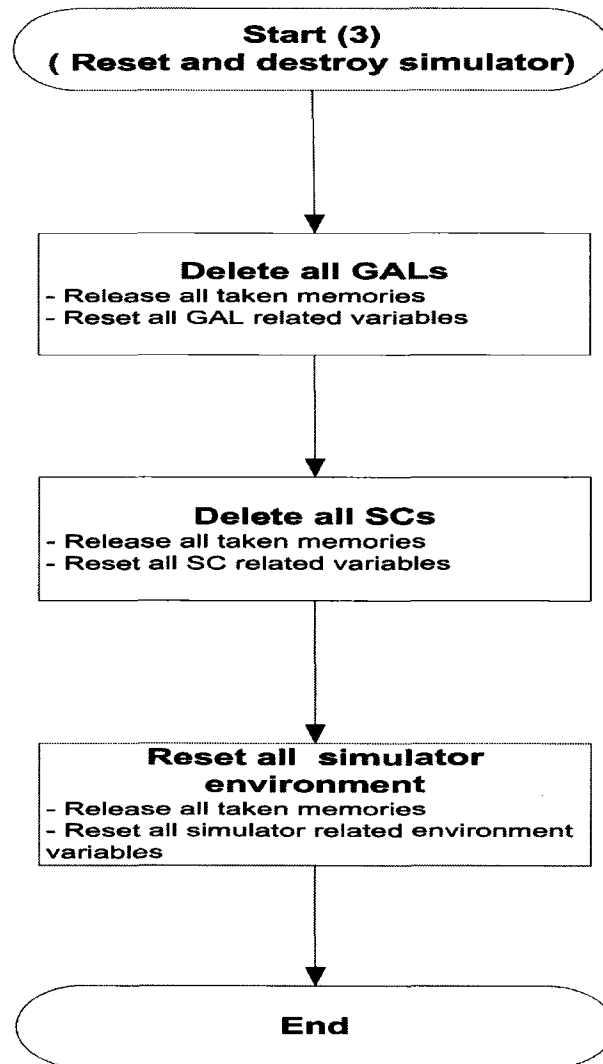 Start (3)
( Reset and destroy simulator)
Delete all GALs
- Release all taken memories
- Reset all GAL related variables
Delete all SCs
- Release all taken memories
- Reset all SC related variables
Reset all simulator
environment
- Release all taken memories
- Reset all simulator related environment
variables
End